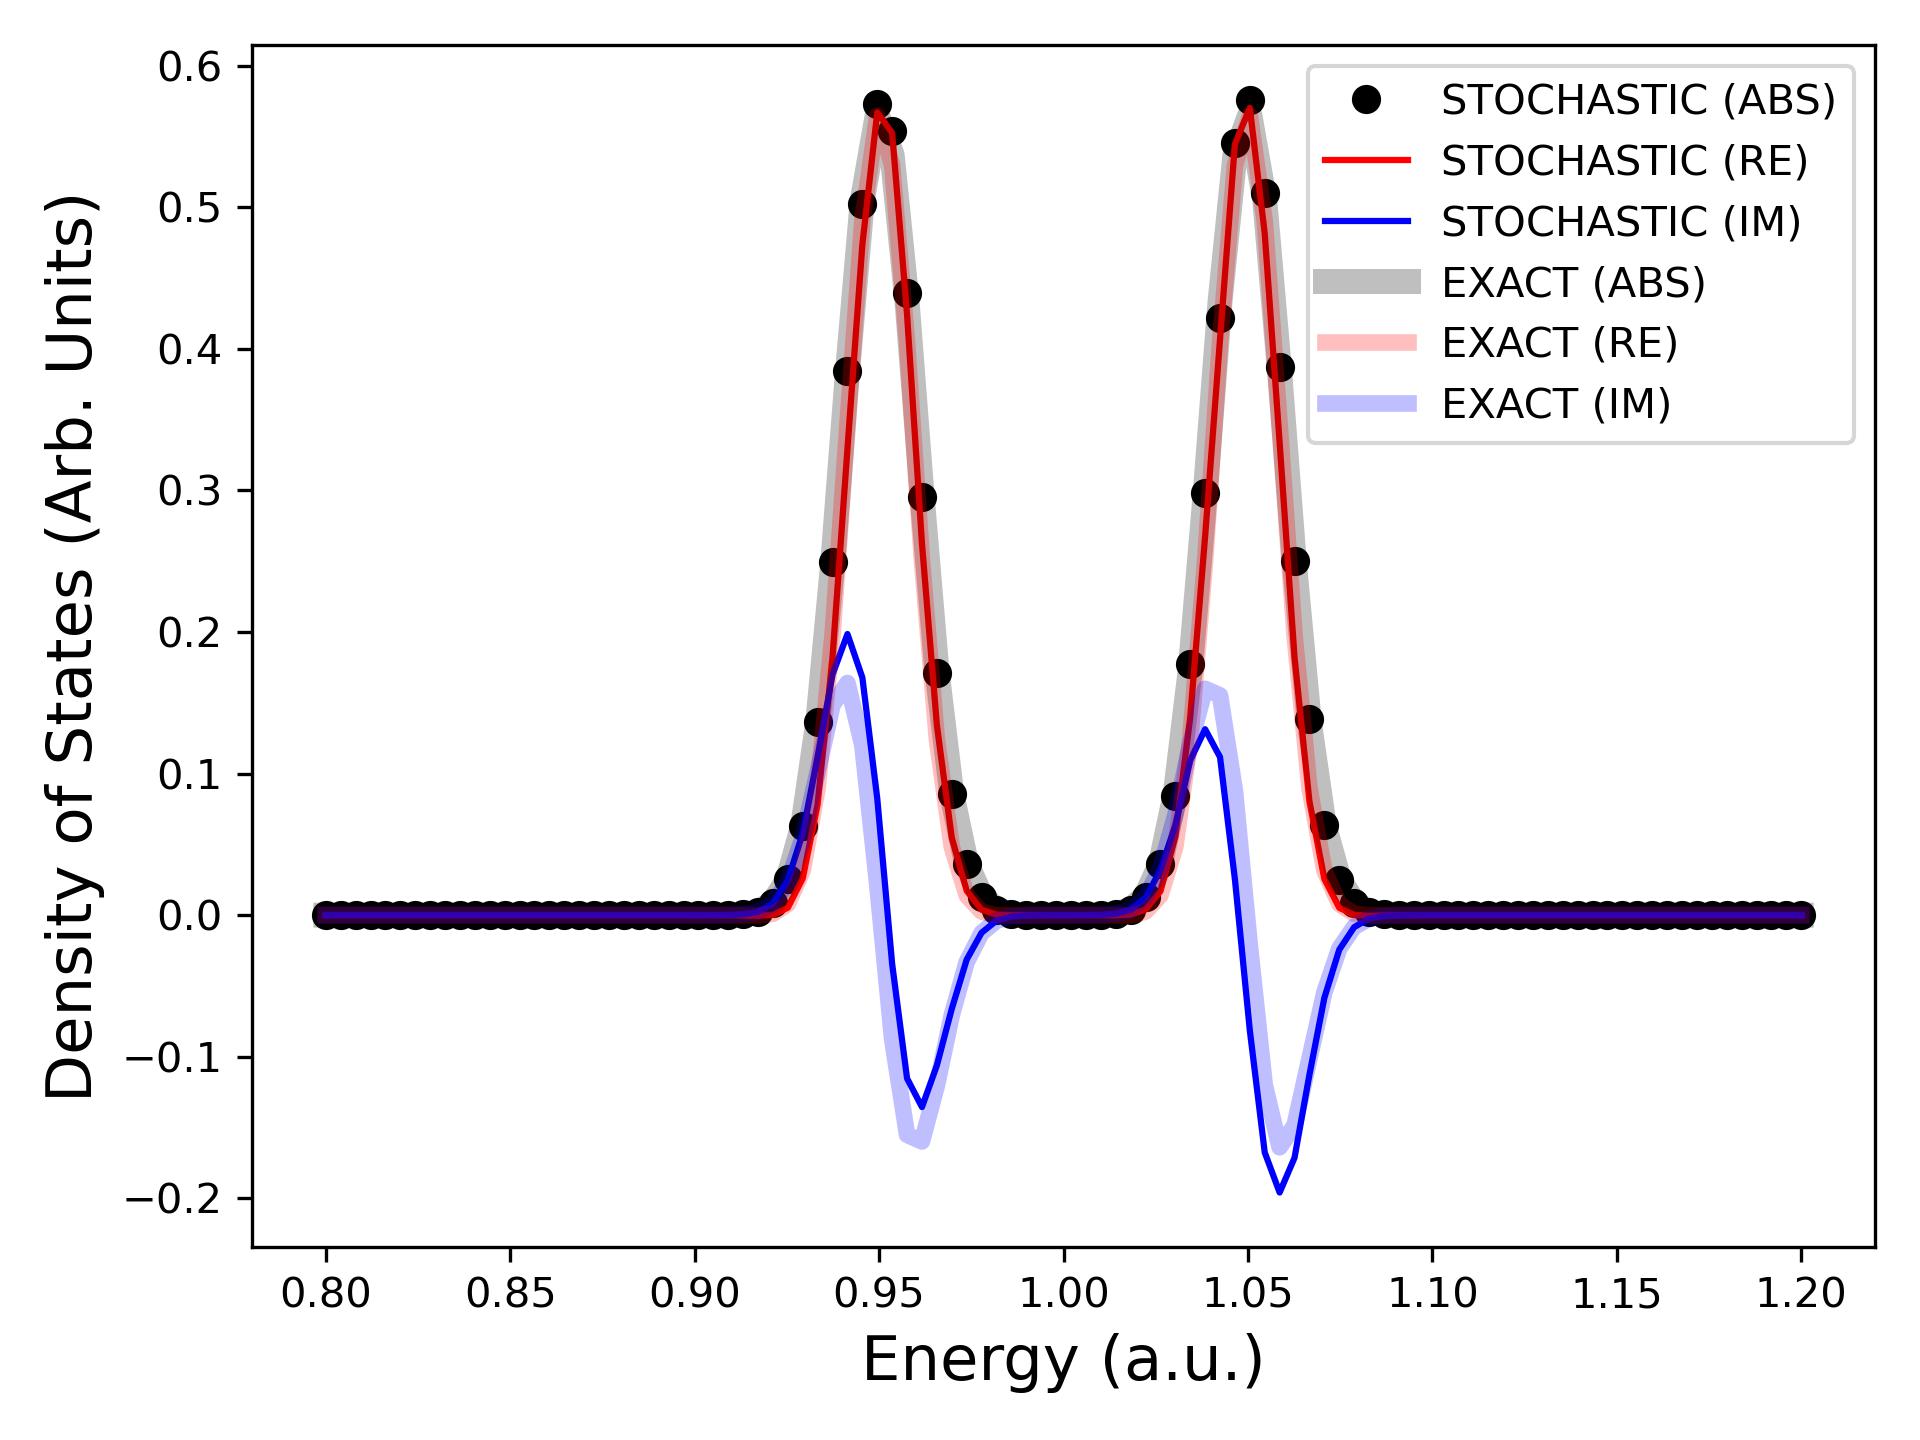 0.6
0.5
0.4
0.3
0.2
0.1
0.0
−0.1
−0.2
Density of States (Arb. Units)
STOCHASTIC (ABS)
STOCHASTIC (RE)
STOCHASTIC (IM)
EXACT (ABS)
EXACT (RE)
EXACT (IM)
0.80 0.85 0.90 0.95 1.00 1.05 1.10 1.15 1.20
Energy (a.u.)